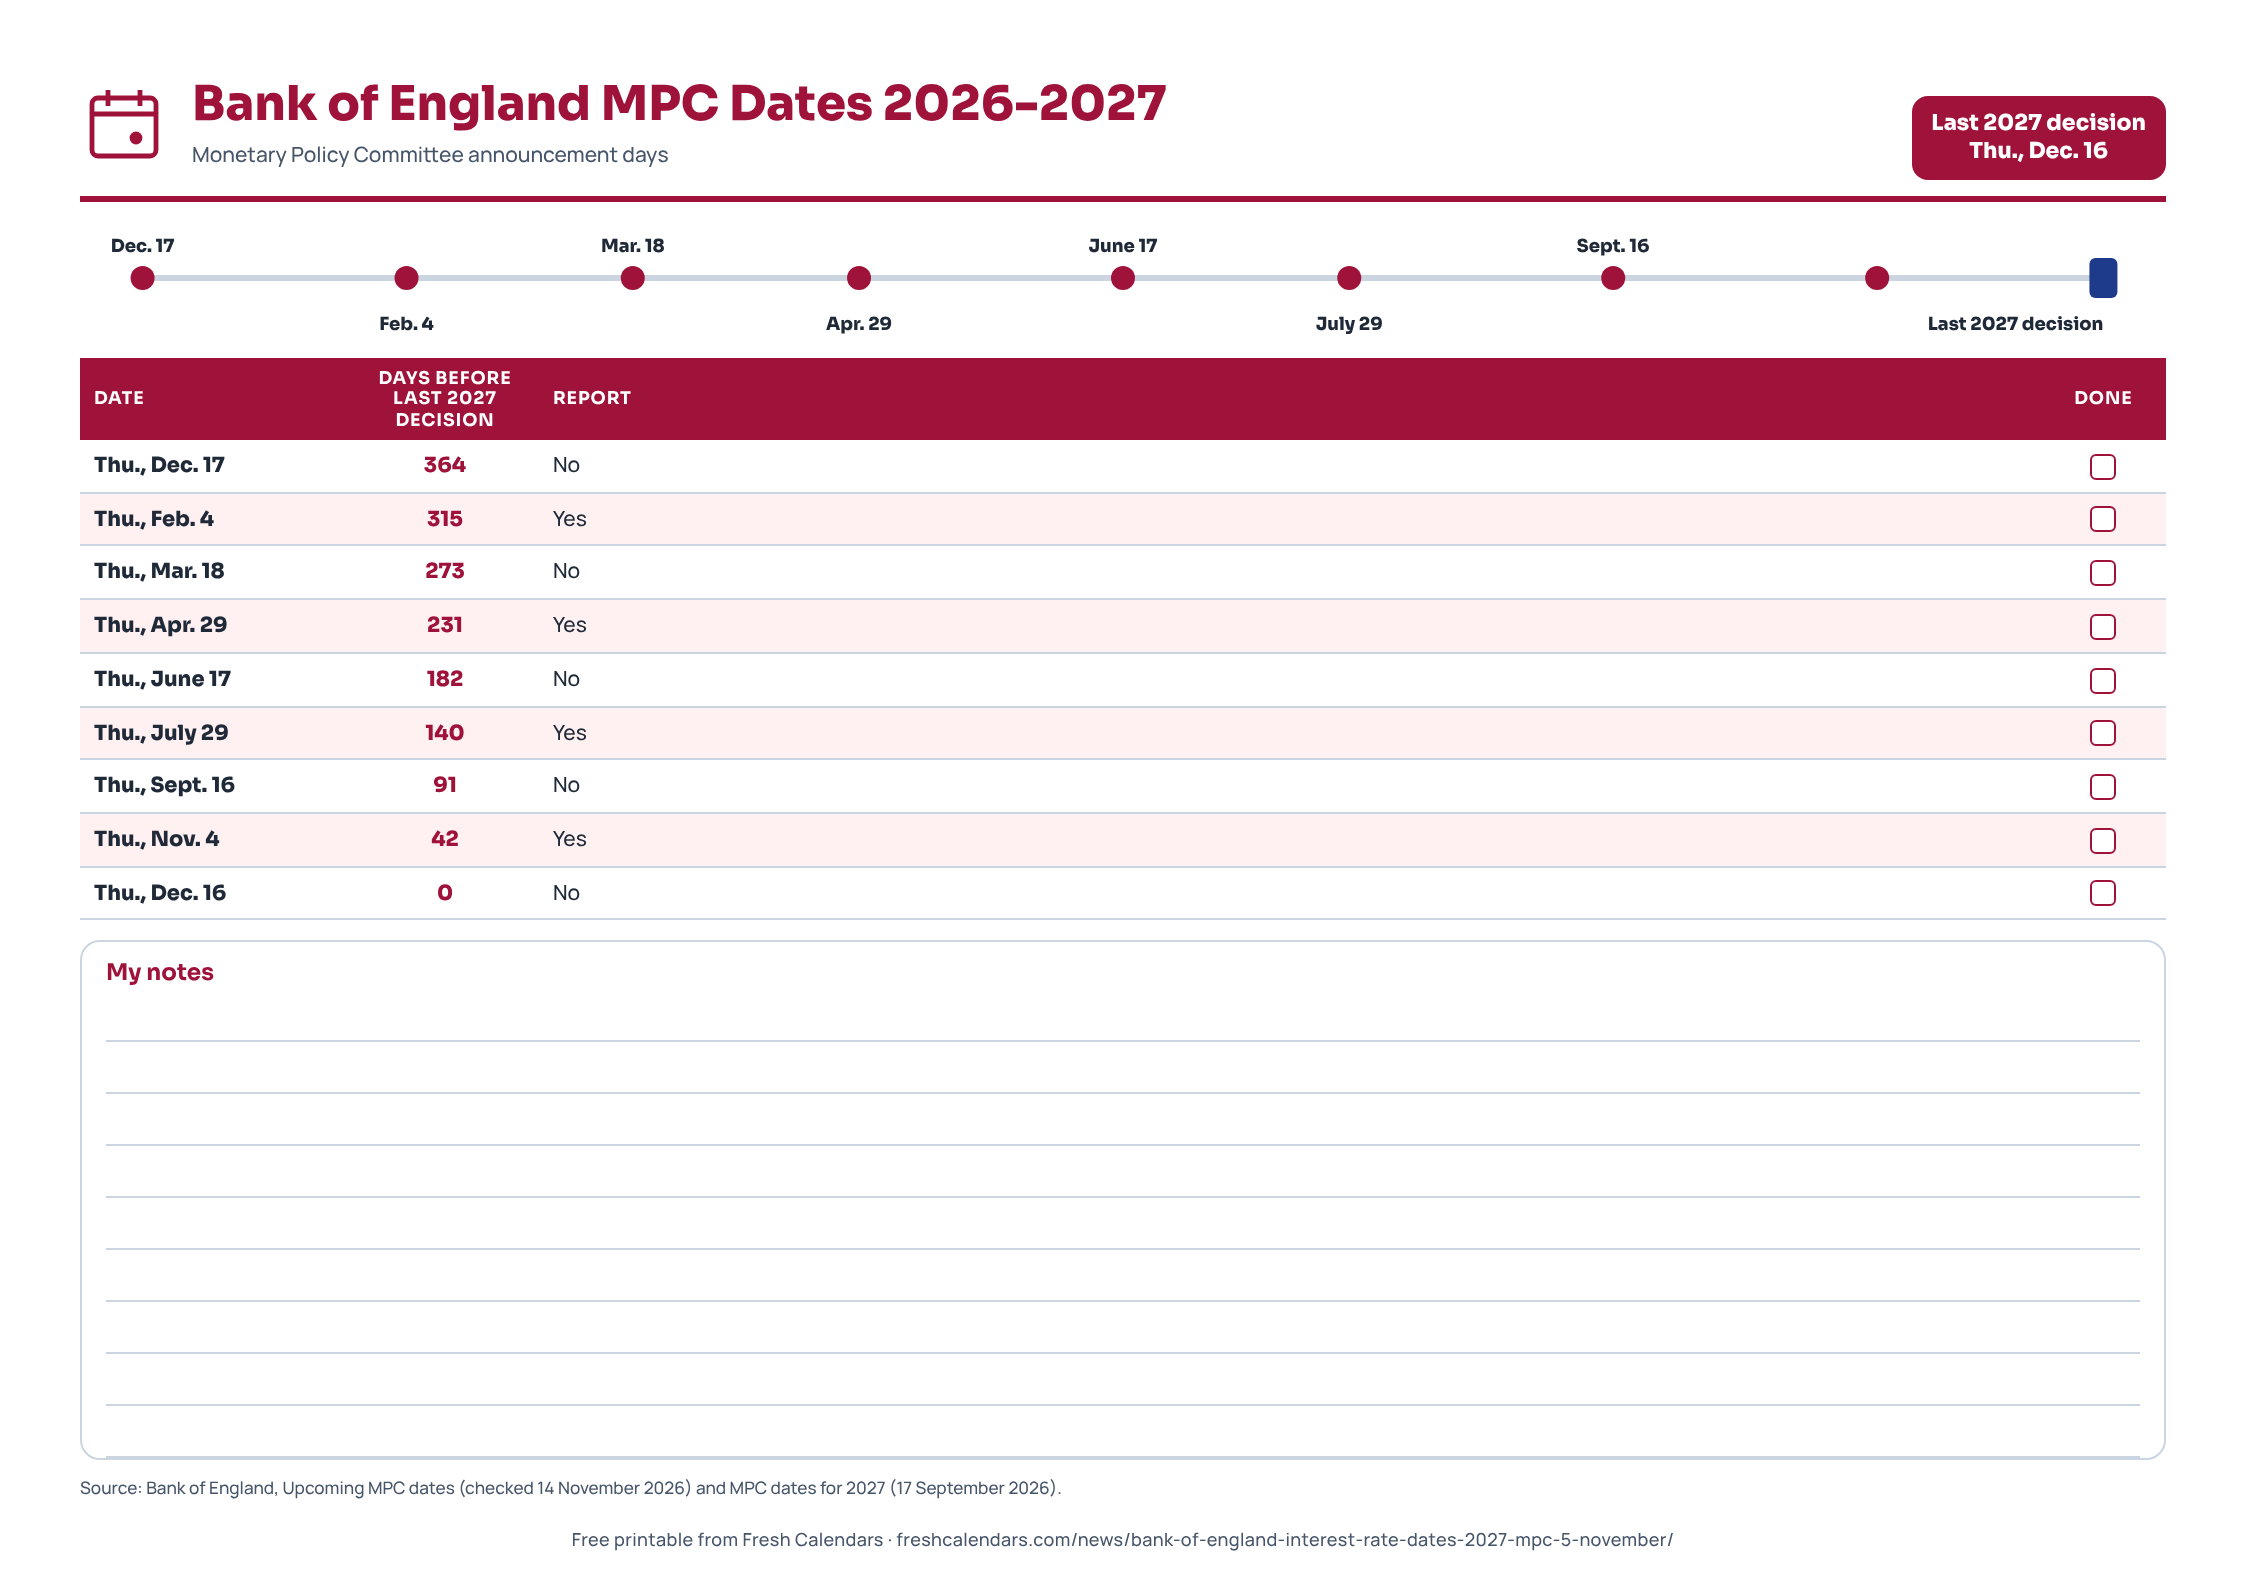 Bank of England MPC Dates 2026–2027
Monetary Policy Committee announcement days
Last 2027 decision
Thu., Dec. 16
Dec. 17
Mar. 18
June 17
Sept. 16
Feb. 4
Apr. 29
July 29
Last 2027 decision
DATE
DAYS BEFORE
LAST 2027
DECISION
REPORT
DONE
Thu., Dec. 17 364 No
Thu., Feb. 4 315 Yes
Thu., Mar. 18 273 No
Thu., Apr. 29 231 Yes
Thu., June 17 182 No
Thu., July 29 140 Yes
Thu., Sept. 16 91 No
Thu., Nov. 4 42 Yes
Thu., Dec. 16 0 No
My notes
Source: Bank of England, Upcoming MPC dates (checked 14 November 2026) and MPC dates for 2027 (17 September 2026).
Free printable from Fresh Calendars · freshcalendars.com/news/bank-of-england-interest-rate-dates-2027-mpc-5-november/